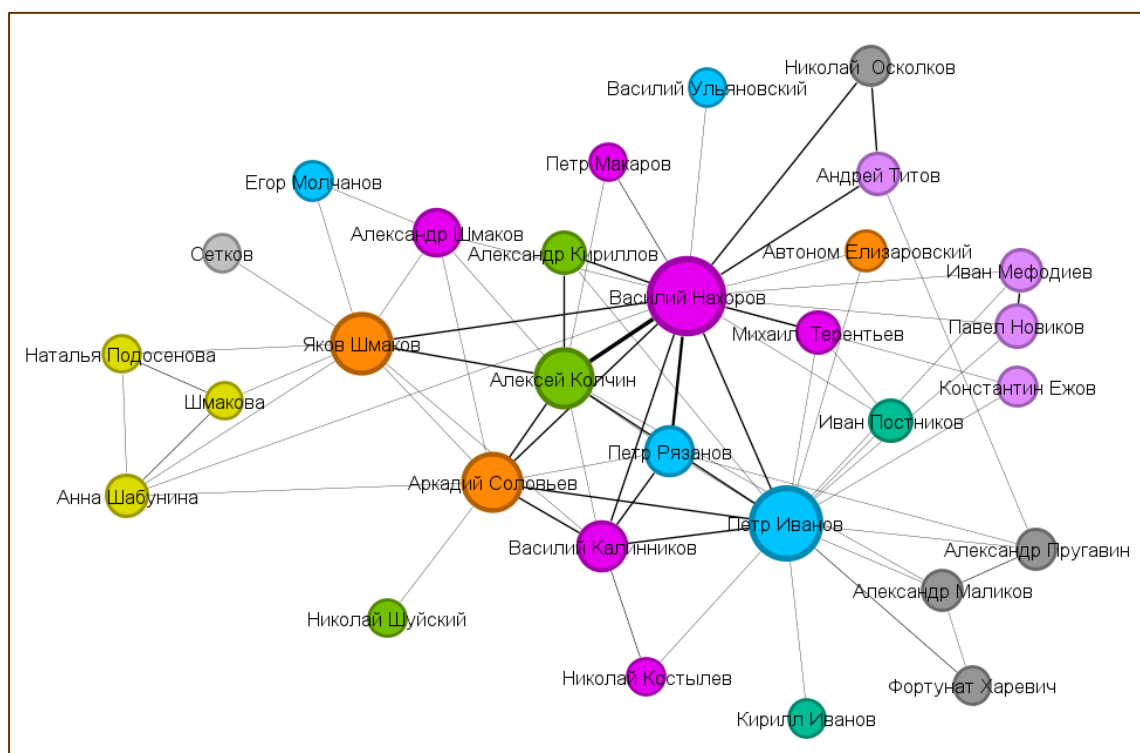 Николай Осколков
Василий Ульяновский
Петр Макаров
Андрей Титов
Егор Молчанов
Александр Шмаков
Александр Кириллов
Автоном Елизаровский
Сетков
Иван Мефодиев
Василий Нахоров
Михаил Терентьев
Павел Новиков
Яков Шмаков
Наталья Подосенова
Алексей Колчин
Константин Ежов
Шмакова
Иван Постников
Петр Рязанов
Аркадий Соловьев
Анна Шабунина
Петр Иванов
Василий Калинников
Александр Пругавин
Александр Маликов
Николай Шуйский
Николай Костылев
Фортунат Харевич
Кирилл Иванов